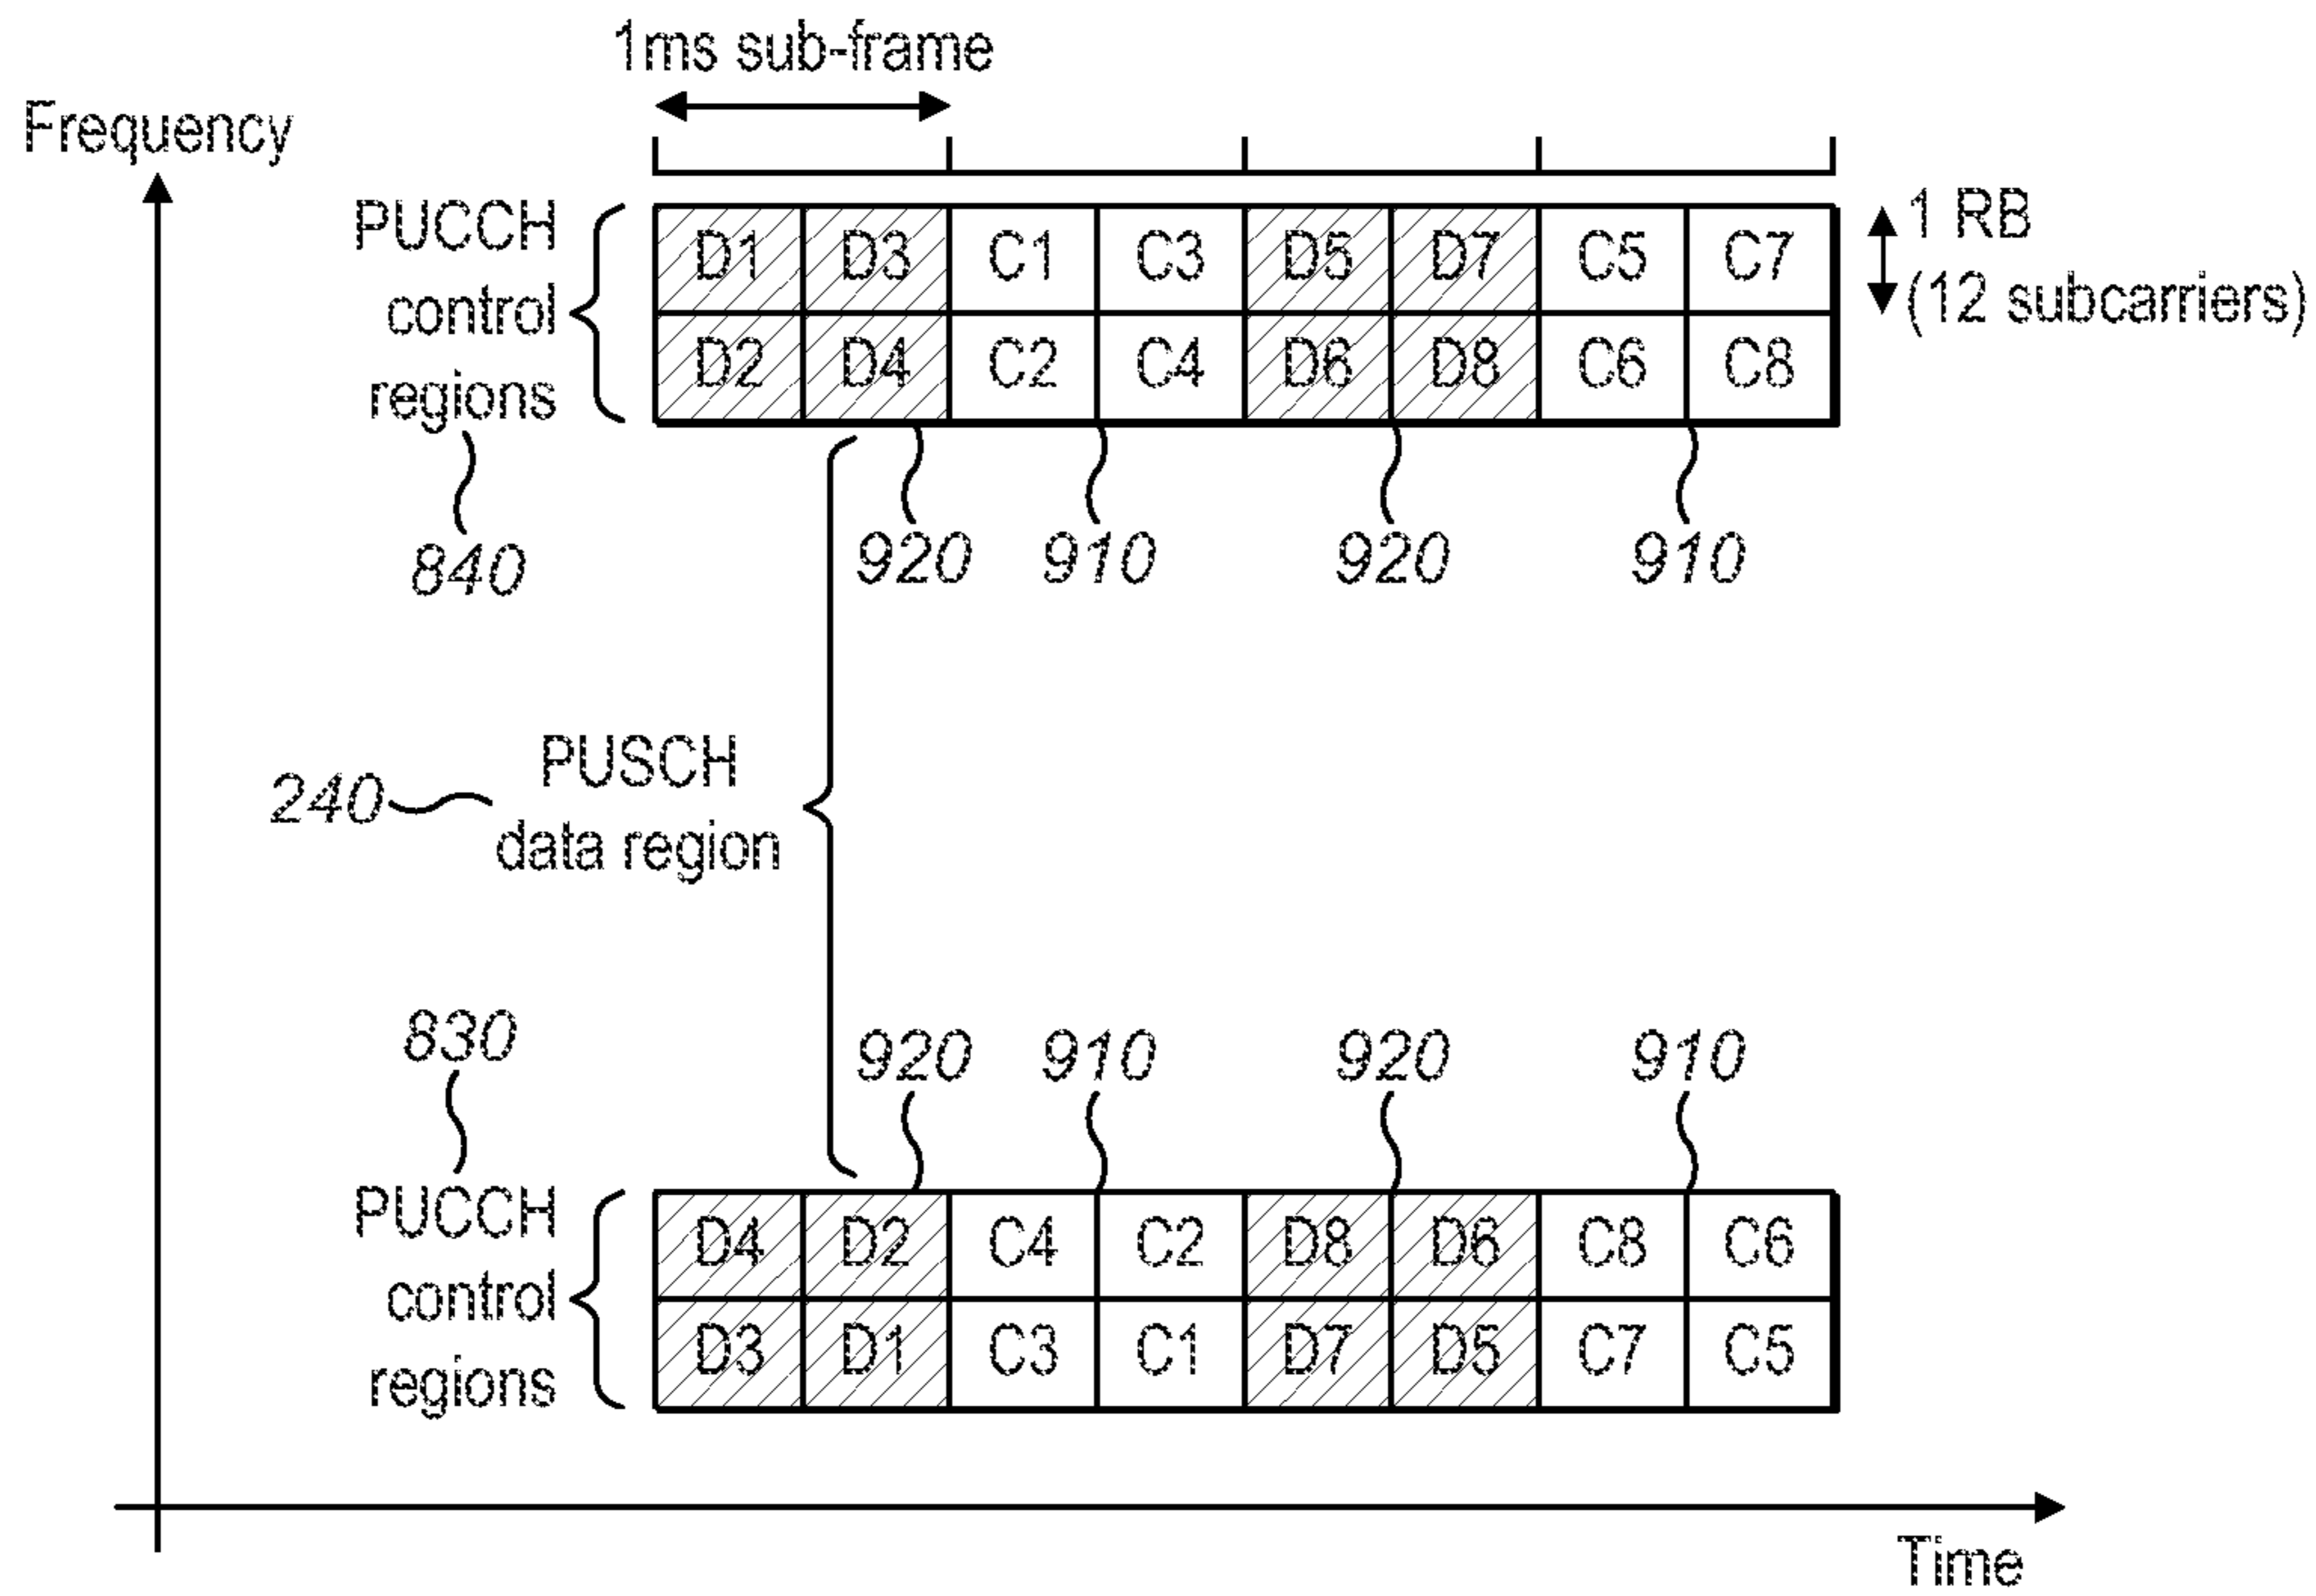 1ms sub-frame
Frequency
PUCCH
control
regions
D1 D3 C1 C3 D5 D7 C5 C7
D2 D4 C2 C4 D6 D8 C6 C8
1 RB
(12 subcarriers)
840
920 910 920 910
240
PUSCH
data region
830
920 910 920 910
PUCCH
control
regions
D4 D2 C4 C2 D8 D6 C8 C6
D3 D1 C3 C1 D7 D5 C7 C5
Time